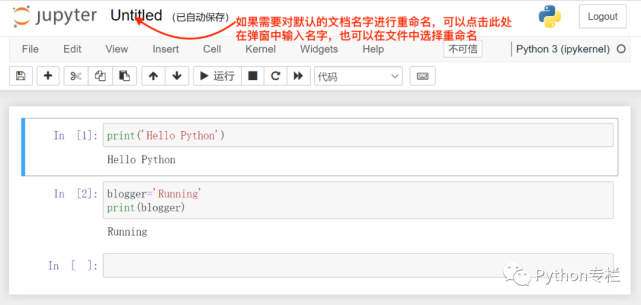 jupyter Untitled (已自动保存) Logout
如果需要对默认的文档名字进行重命名，可以点击此处
在弹窗中输入名字，也可以在文件中选择重命名
File Edit View Insert Cell Kernel Widgets Help 不可信 Python 3 (ipykernel)
运行 代码
In [1]: print('Hello Python')
Hello Python
In [2]: blogger='Running'
print(blogger)
Running
In [ ]:
Python专栏